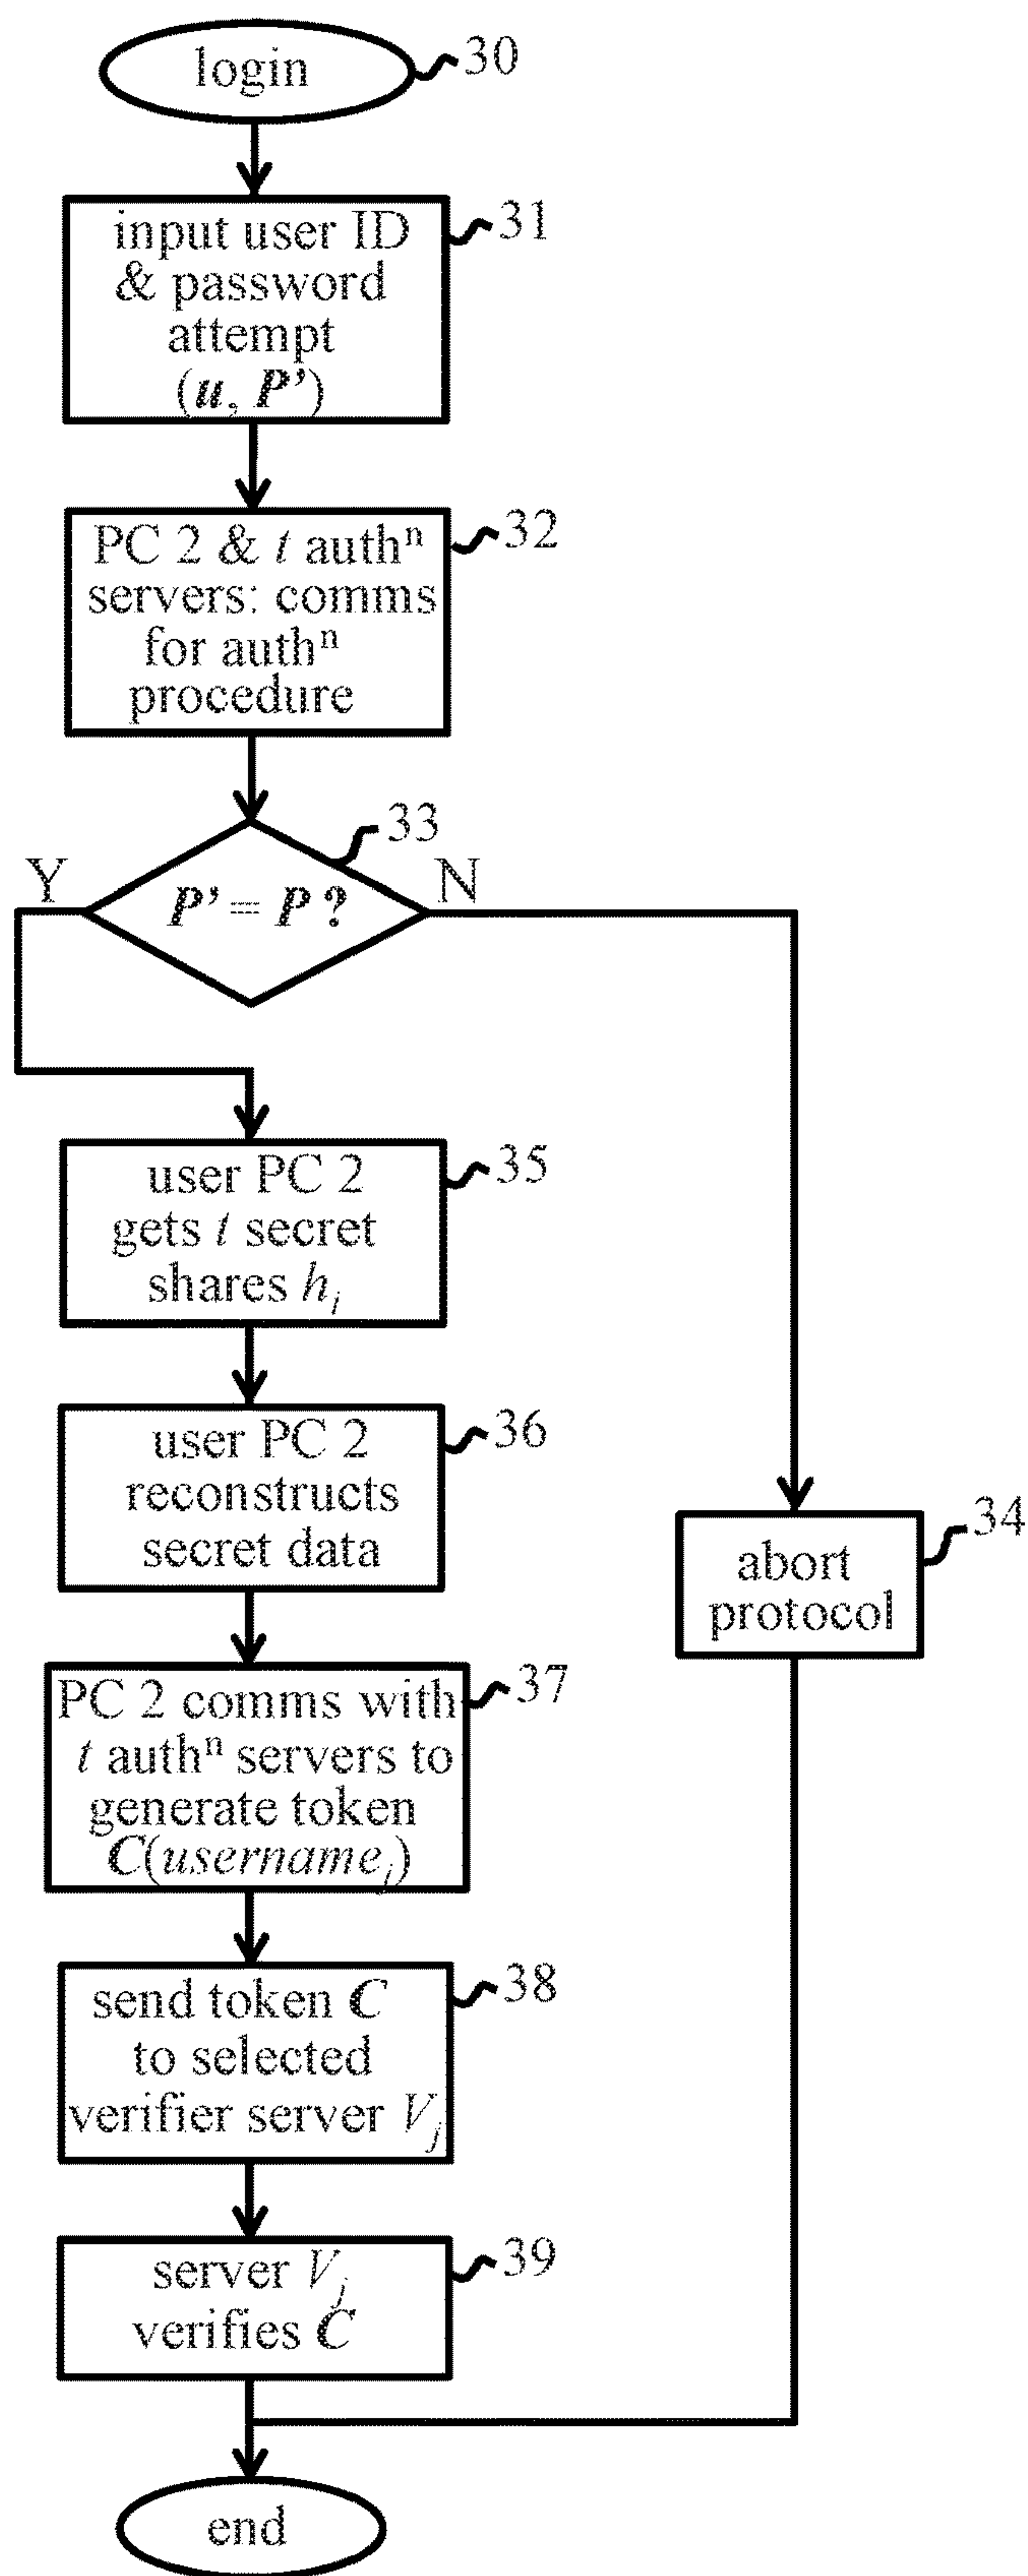 login
30
input user ID
& password
attempt
(u, P’)
31
PC 2 & t authⁿ
servers: comms
for authⁿ
procedure
32
33
Y
P’ = P ?
N
user PC 2
gets t secret
shares hᵢ
35
user PC 2
reconstructs
secret data
36
abort
protocol
34
PC 2 comms with
t authⁿ servers to
generate token
C(usernameⱼ)
37
send token C
to selected
verifier server Vⱼ
38
server Vⱼ
verifies C
39
end